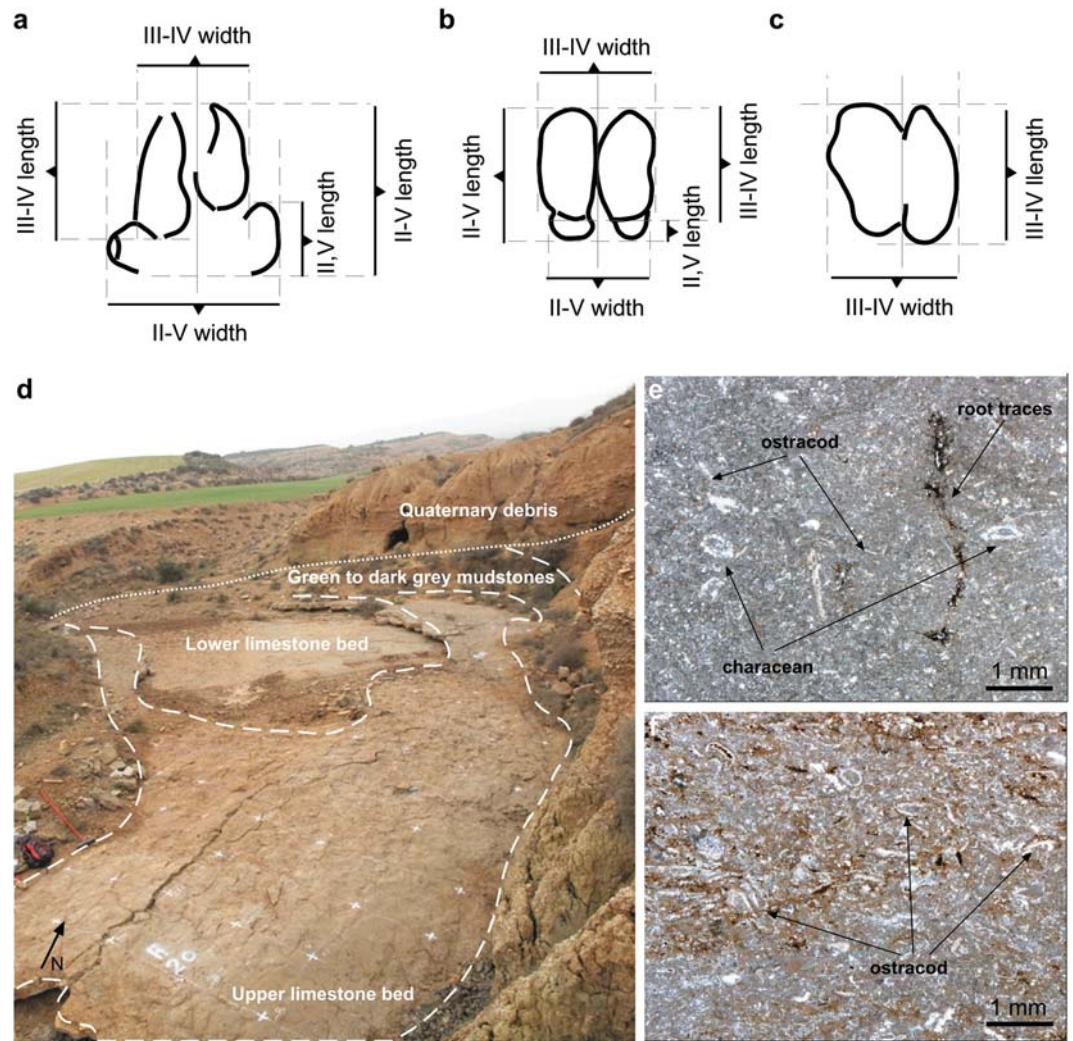 a
III-IV width
III-IV length
II-V length
II,V length
II-V width
b
III-IV width
II-V length
III-IV length
II,V length
II-V width
c
III-IV llength
III-IV width
d
Quaternary debris
Green to dark grey mudstones
Lower limestone bed
Upper limestone bed
N
e
root traces
ostracod
characean
1 mm
ostracod
1 mm